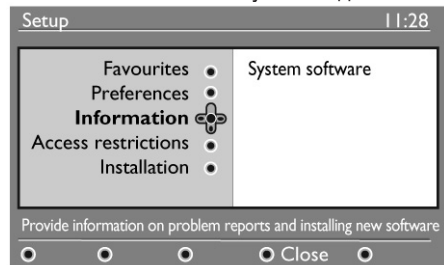 Setup 11:28
Favourites
Preferences
Information
Access restrictions
Installation
System software
Provide information on problem reports and installing new software
Close